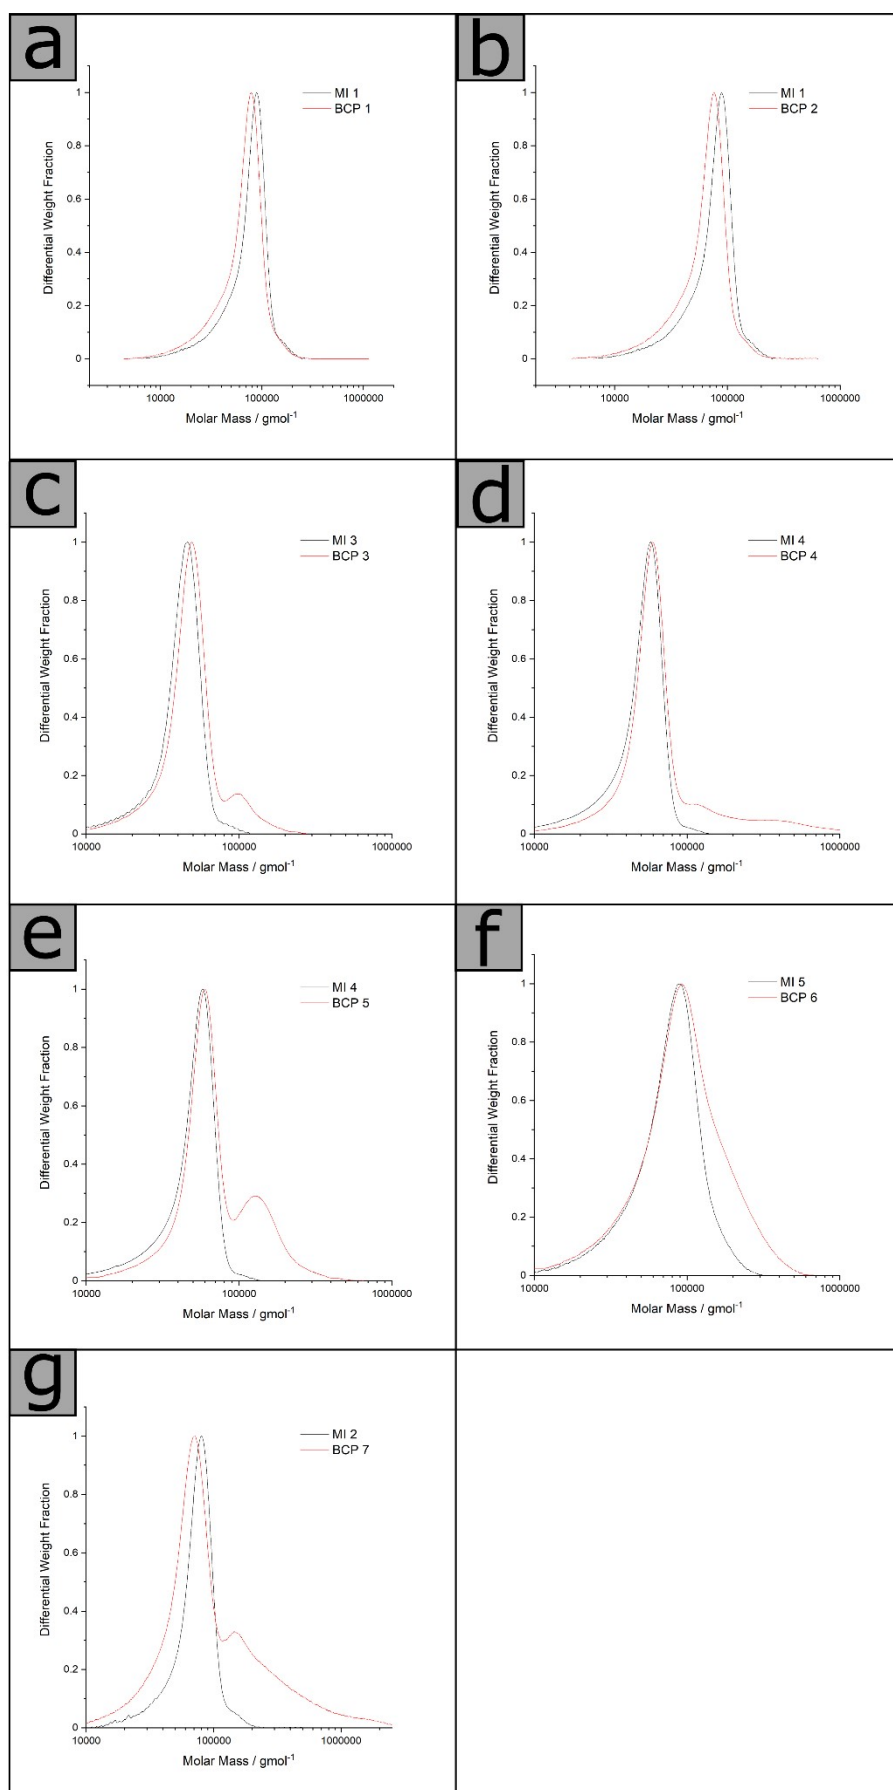 a
MI 1
BCP 1
1
0.8
0.6
0.4
0.2
0
Differential Weight Fraction
10000 100000 1000000
Molar Mass / gmol⁻¹
b
MI 1
BCP 2
1
0.8
0.6
0.4
0.2
0
Differential Weight Fraction
10000 100000 1000000
Molar Mass / gmol⁻¹
c
MI 3
BCP 3
1
0.8
0.6
0.4
0.2
0
Differential Weight Fraction
10000 100000 1000000
Molar Mass / gmol⁻¹
d
MI 4
BCP 4
1
0.8
0.6
0.4
0.2
0
Differential Weight Fraction
10000 100000 1000000
Molar Mass / gmol⁻¹
e
MI 4
BCP 5
1
0.8
0.6
0.4
0.2
0
Differential Weight Fraction
10000 100000 1000000
Molar Mass / gmol⁻¹
f
MI 5
BCP 6
1
0.8
0.6
0.4
0.2
0
Differential Weight Fraction
10000 100000 1000000
Molar Mass / gmol⁻¹
g
MI 2
BCP 7
1
0.8
0.6
0.4
0.2
0
Differential Weight Fraction
10000 100000 1000000
Molar Mass / gmol⁻¹